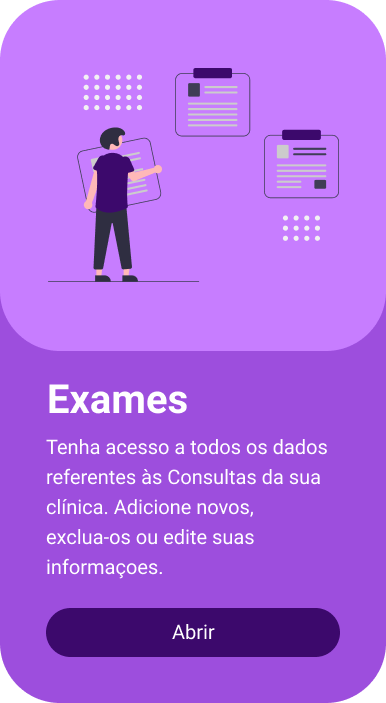 Exames
Tenha acesso a todos os dados
referentes às Consultas da sua
clínica. Adicione novos,
exclua-os ou edite suas
informaçoes.
Abrir